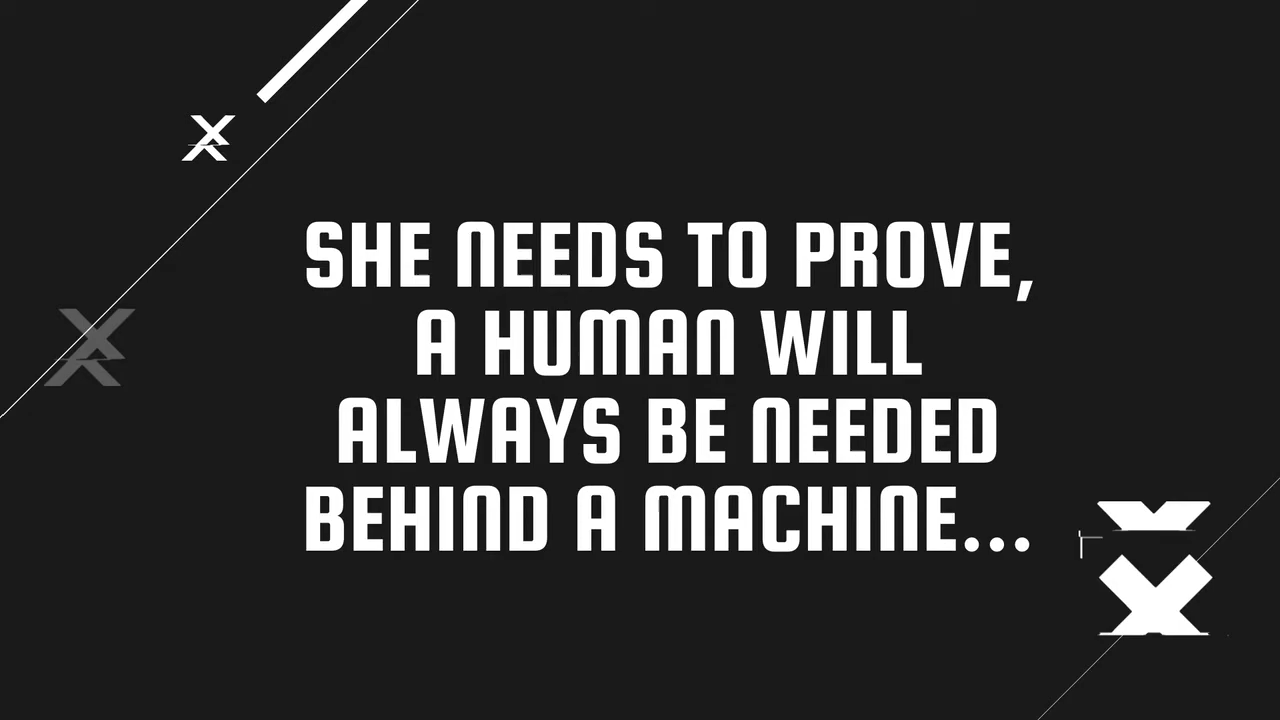 SHE NEEDS TO PROVE,
A HUMAN WILL
ALWAYS BE NEEDED
BEHIND A MACHINE...